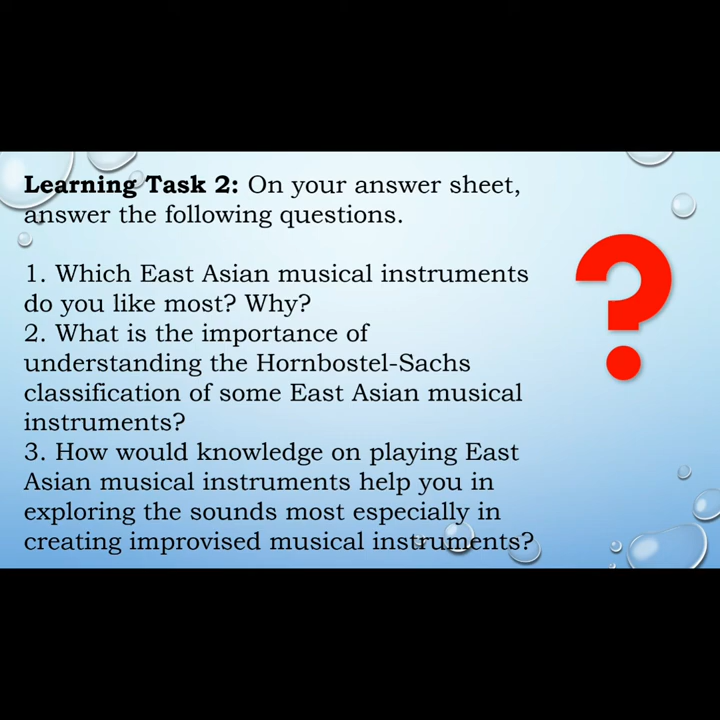 Learning Task 2: On your answer sheet,
answer the following questions.
1. Which East Asian musical instruments
do you like most? Why?
2. What is the importance of
understanding the Hornbostel-Sachs
classification of some East Asian musical
instruments?
3. How would knowledge on playing East
Asian musical instruments help you in
exploring the sounds most especially in
creating improvised musical instruments?
?